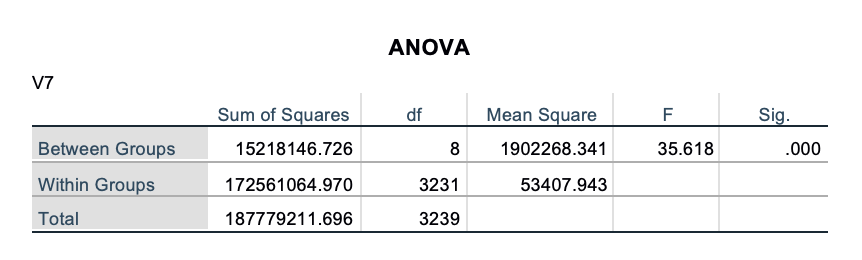 ANOVA
V7
Sum of Squares df Mean Square F Sig.
Between Groups 15218146.726 8 1902268.341 35.618 .000
Within Groups 172561064.970 3231 53407.943
Total 187779211.696 3239